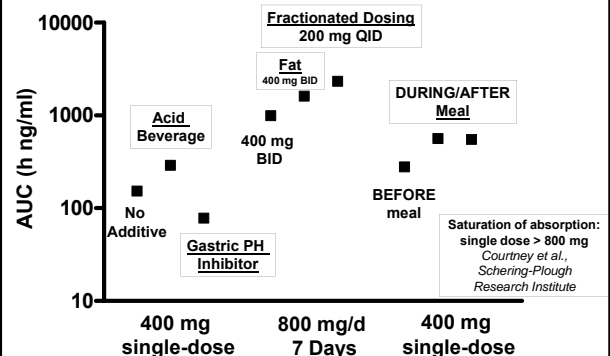 Fractionated Dosing
200 mg QID
Fat
400 mg BID
Acid
Beverage
DURING/AFTER
Meal
10000
1000
100
10
AUC (h ng/ml)
No
Additive
Gastric PH
Inhibitor
400 mg
BID
BEFORE
meal
Saturation of absorption:
single dose > 800 mg
Courtney et al.,
Schering-Plough
Research Institute
400 mg
single-dose
800 mg/d
7 Days
400 mg
single-dose